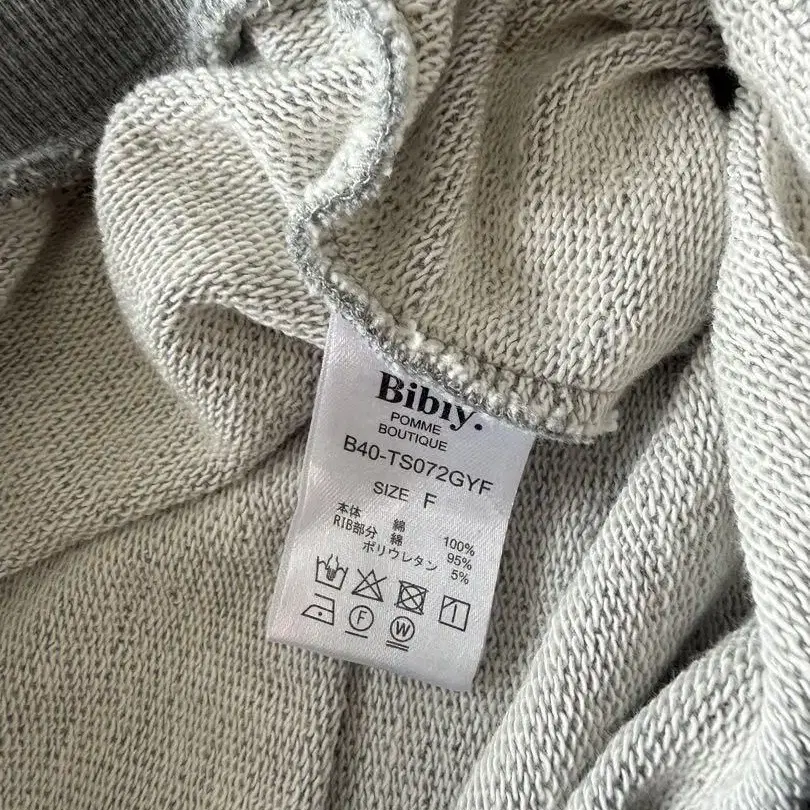 Bibly.
POMME
BOUTIQUE
B40-TS072GYF
SIZE F
本体 綿 100%
RIB部分 綿 95%
ポリウレタン 5%
F
W